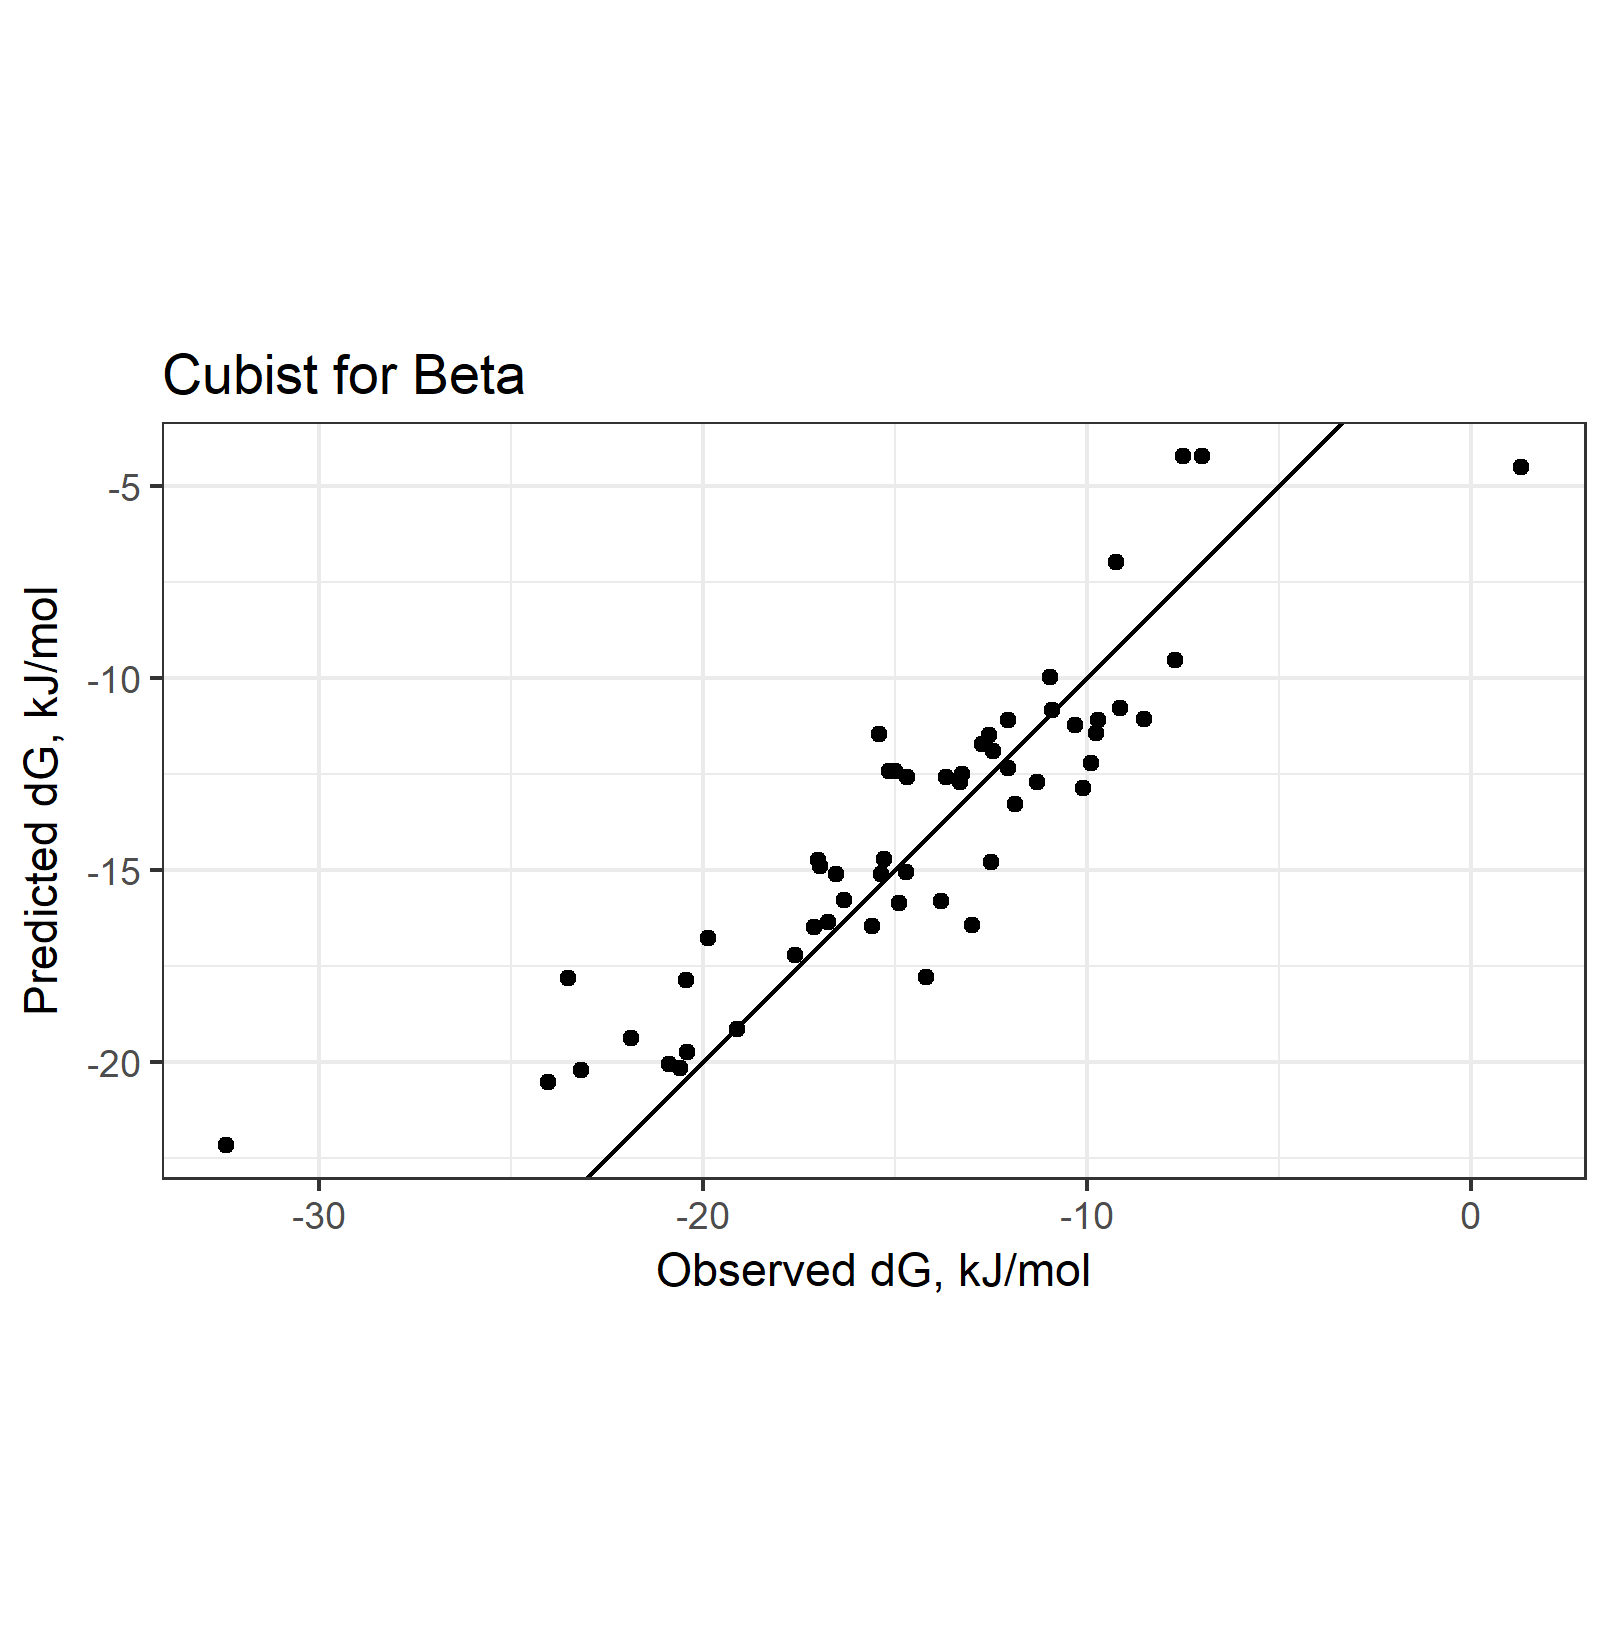 Cubist for Beta
Predicted dG, kJ/mol
-5
-10
-15
-20
-30
-20
-10
0
Observed dG, kJ/mol